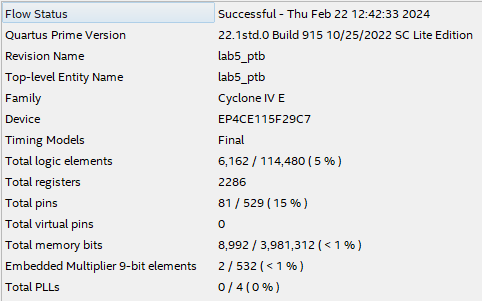 Flow Status Successful - Thu Feb 22 12:42:33 2024
Quartus Prime Version 22.1std.0 Build 915 10/25/2022 SC Lite Edition
Revision Name lab5_ptb
Top-level Entity Name lab5_ptb
Family Cyclone IV E
Device EP4CE115F29C7
Timing Models Final
Total logic elements 6,162 / 114,480 ( 5 % )
Total registers 2286
Total pins 81 / 529 ( 15 % )
Total virtual pins 0
Total memory bits 8,992 / 3,981,312 ( < 1 % )
Embedded Multiplier 9-bit elements 2 / 532 ( < 1 % )
Total PLLs 0 / 4 ( 0 % )